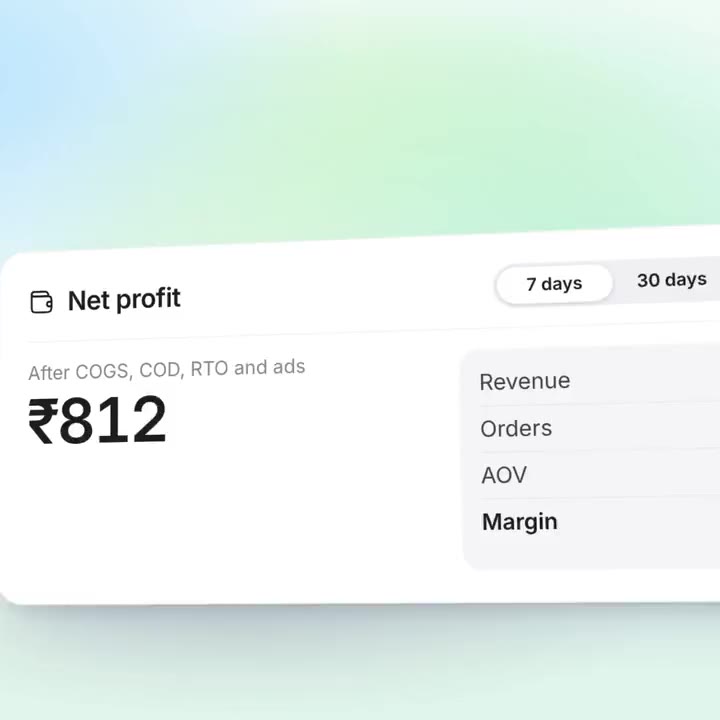 Net profit
7 days
30 days
After COGS, COD, RTO and ads
₹812
Revenue
Orders
AOV
Margin